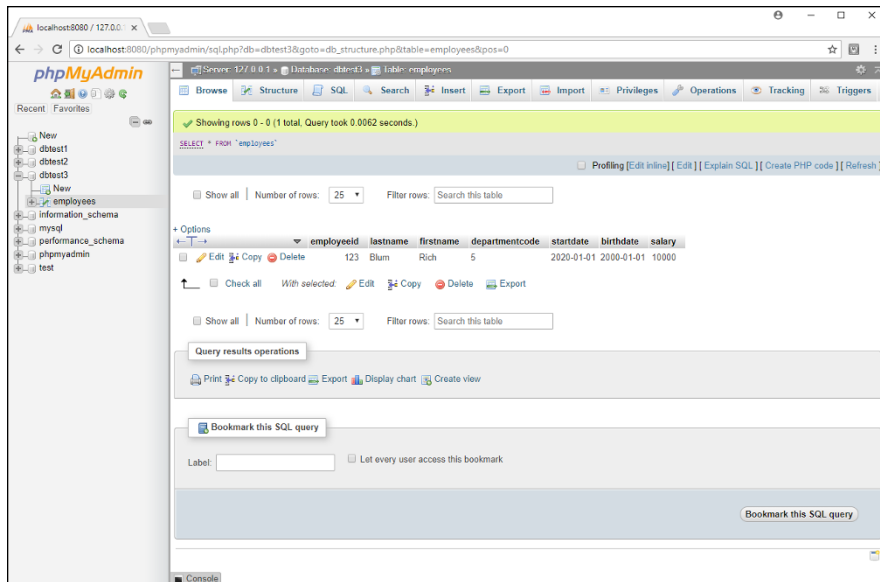 localhost:8080 / 127.0.0.1
localhost:8080/phpmyadmin/sql.php?db=dbtest3&goto=db_structure.php&table=employees&pos=0
phpMyAdmin
Recent Favorites
New
dbtest1
dbtest2
dbtest3
New
employees
information_schema
mysql
performance_schema
phpmyadmin
test
Server: 127.0.0.1 » Database: dbtest3 » Table: employees
Browse Structure SQL Search Insert Export Import Privileges Operations Tracking Triggers
Showing rows 0 - 0 (1 total, Query took 0.0062 seconds.)
SELECT * FROM `employees`
Profiling [Edit inline] [ Edit ] [ Explain SQL ] [ Create PHP code ] [ Refresh ]
Show all Number of rows: 25 Filter rows: Search this table
+ Options
employeeid lastname firstname departmentcode startdate birthdate salary
Edit Copy Delete 123 Blum Rich 5 2020-01-01 2000-01-01 10000
Check all With selected: Edit Copy Delete Export
Show all Number of rows: 25 Filter rows: Search this table
Query results operations
Print Copy to clipboard Export Display chart Create view
Bookmark this SQL query
Label: Let every user access this bookmark
Bookmark this SQL query
Console